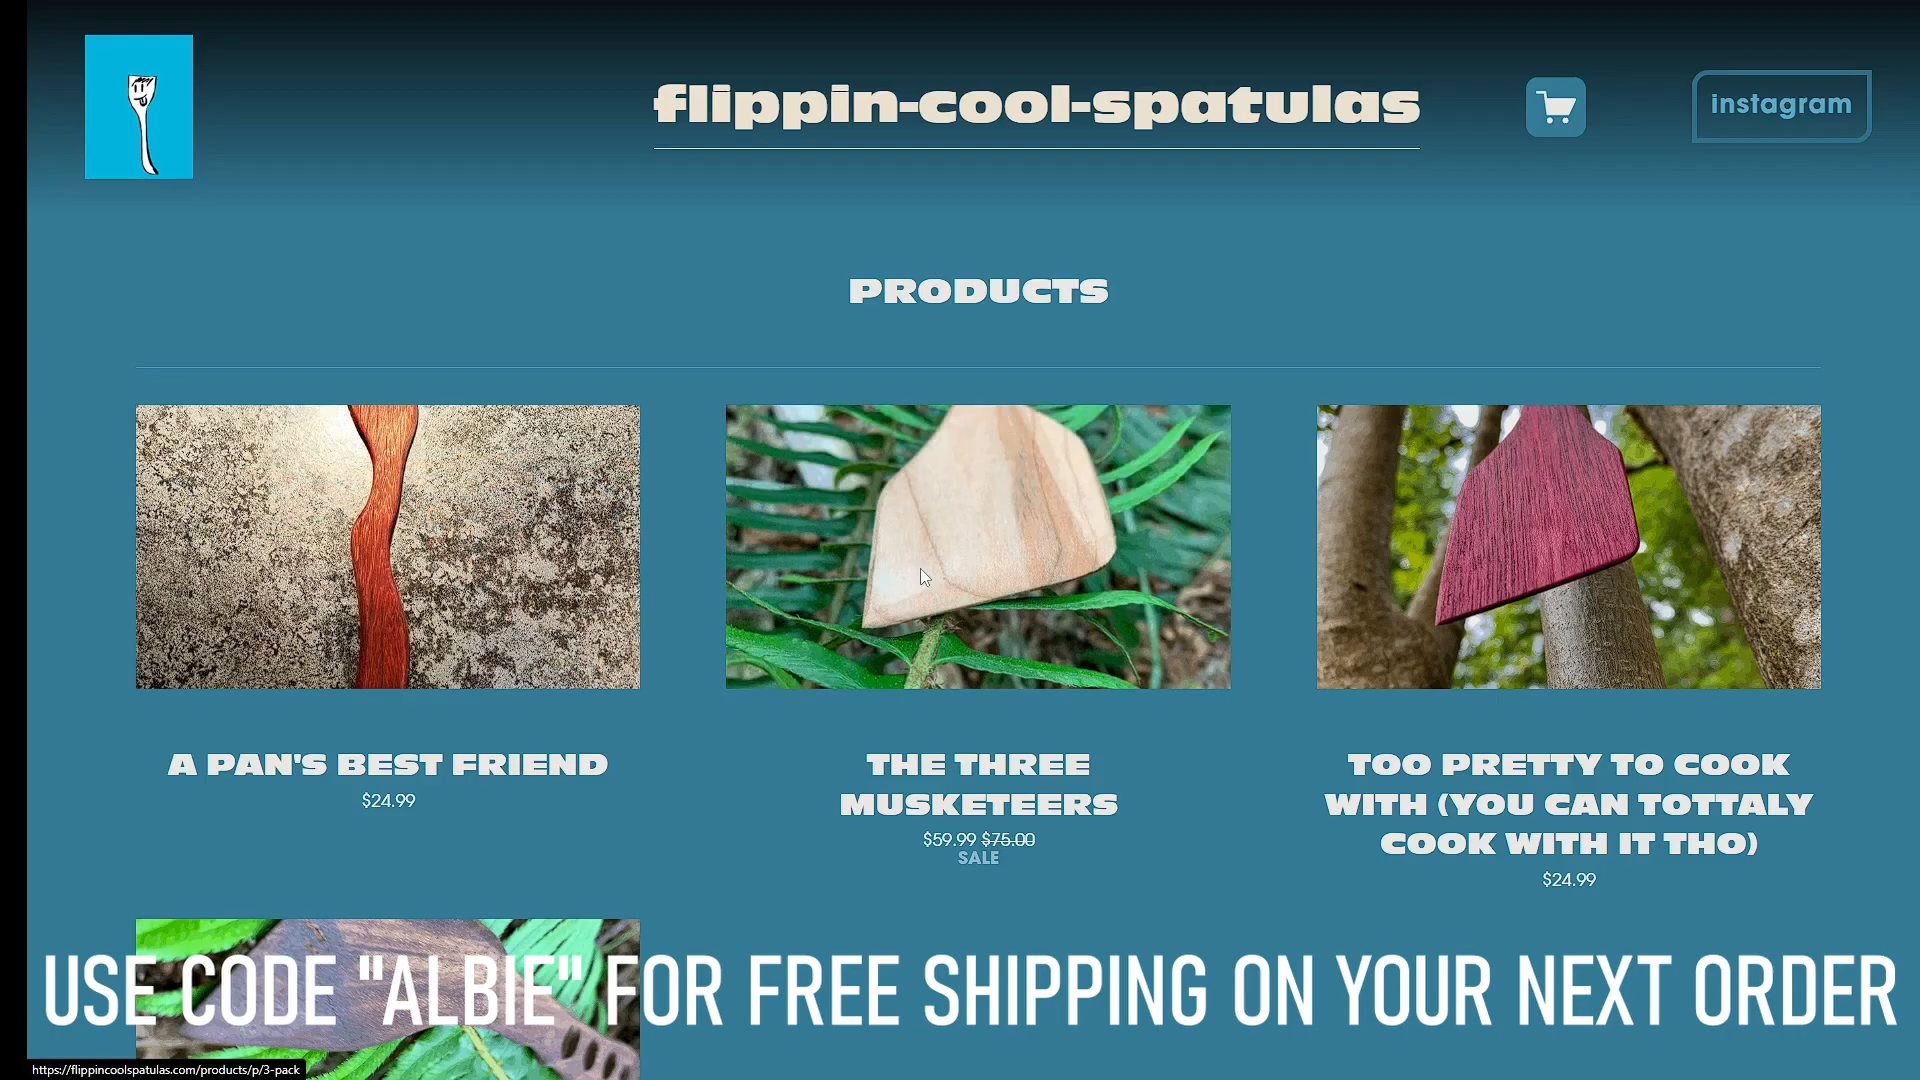 flippin-cool-spatulas
instagram
PRODUCTS
A PAN'S BEST FRIEND
$24.99
THE THREE
MUSKETEERS
$59.99 $75.00
SALE
TOO PRETTY TO COOK
WITH (YOU CAN TOTTALY
COOK WITH IT THO)
$24.99
USE CODE "ALBIE" FOR FREE SHIPPING ON YOUR NEXT ORDER
https://flippincoolspatulas.com/products/p/3-pack